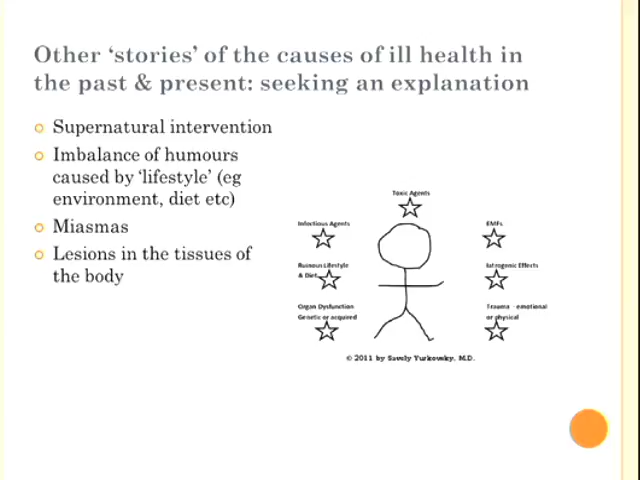 Other ‘stories’ of the causes of ill health in
the past & present: seeking an explanation
Supernatural intervention
Imbalance of humours
caused by ‘lifestyle’ (eg
environment, diet etc)
Miasmas
Lesions in the tissues of
the body
Toxic Agents
Infectious Agents
EMFs
Ruinous Lifestyle
& Diet
Iatrogenic Effects
Organ Dysfunction
Genetic or acquired
Trauma - emotional
or physical
© 2011 by Savely Yurkovsky, M.D.